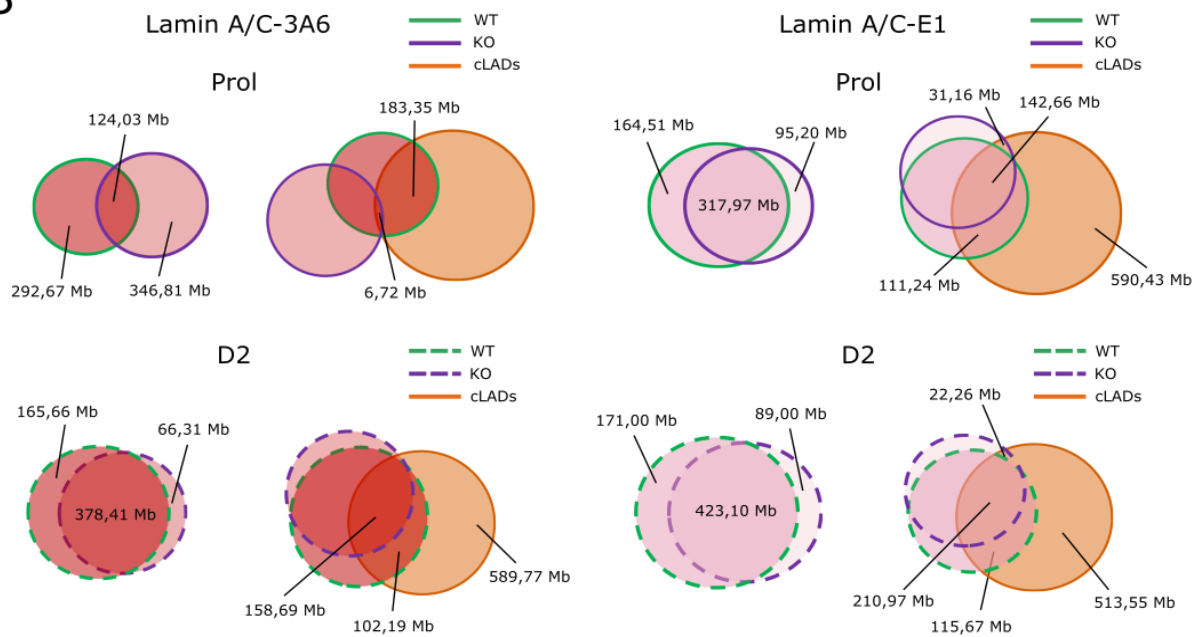 Lamin A/C-3A6
WT
KO
cLADs
Prol
124,03 Mb
183,35 Mb
292,67 Mb
346,81 Mb
6,72 Mb
Lamin A/C-E1
WT
KO
cLADs
Prol
31,16 Mb
142,66 Mb
164,51 Mb
95,20 Mb
317,97 Mb
111,24 Mb
590,43 Mb
D2
WT
KO
cLADs
165,66 Mb
66,31 Mb
378,41 Mb
589,77 Mb
158,69 Mb
102,19 Mb
D2
WT
KO
cLADs
22,26 Mb
171,00 Mb
89,00 Mb
423,10 Mb
210,97 Mb
513,55 Mb
115,67 Mb